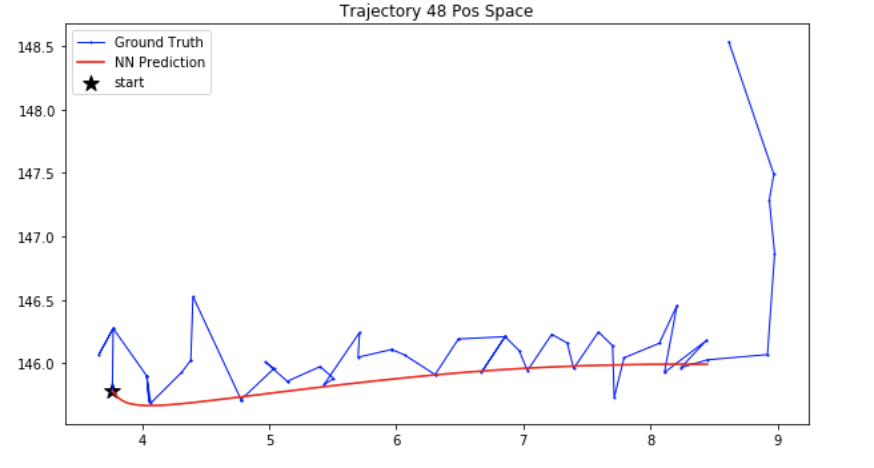 Trajectory 48 Pos Space
Ground Truth
NN Prediction
start
148.5
148.0
147.5
147.0
146.5
146.0
4 5 6 7 8 9